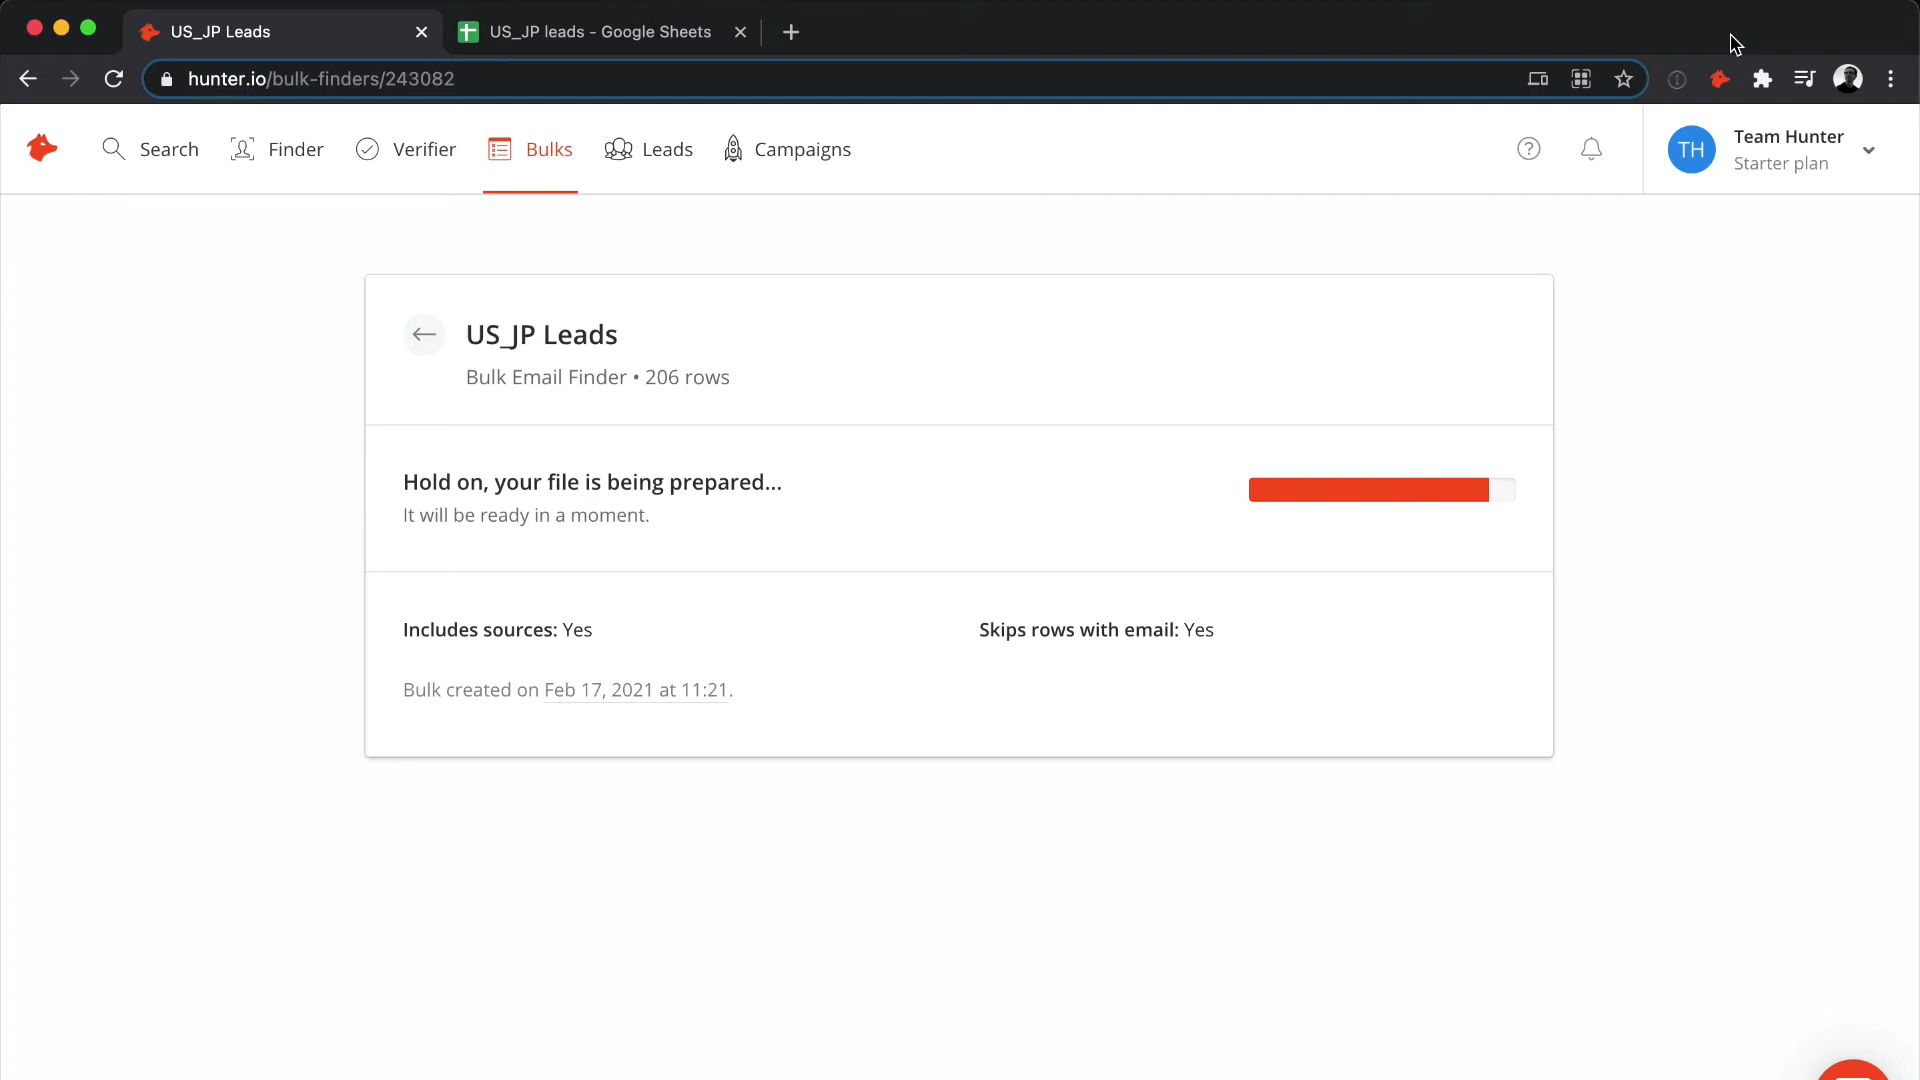 US_JP Leads
US_JP leads - Google Sheets
hunter.io/bulk-finders/243082
Search
Finder
Verifier
Bulks
Leads
Campaigns
TH
Team Hunter
Starter plan
US_JP Leads
Bulk Email Finder • 206 rows
Hold on, your file is being prepared...
It will be ready in a moment.
Includes sources: Yes
Skips rows with email: Yes
Bulk created on Feb 17, 2021 at 11:21.